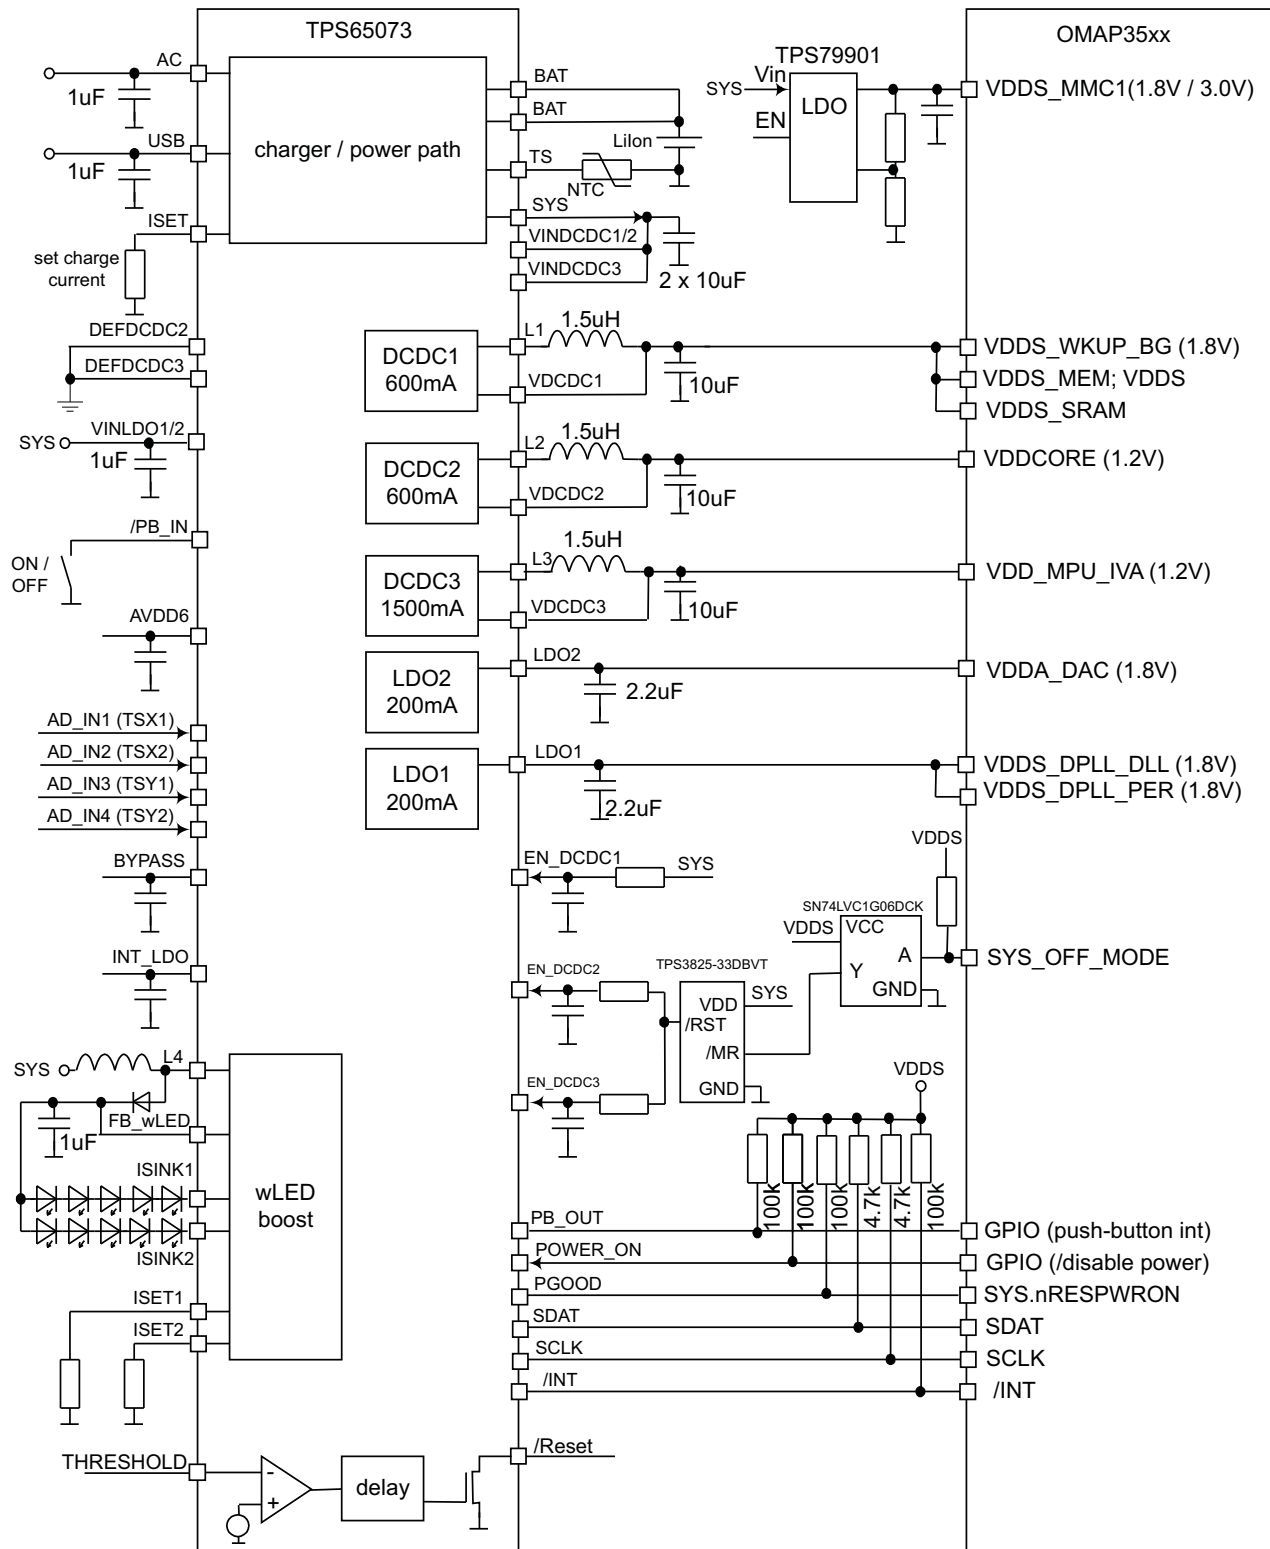 TPS65073
OMAP35xx
AC
1uF
USB
1uF
ISET
set charge
current
charger / power path
BAT
BAT
LiIon
TS
NTC
SYS
VINDCDC1/2
VINDCDC3
2 x 10uF
TPS79901
SYS
Vin
EN
LDO
VDDS_MMC1(1.8V / 3.0V)
DEFDCDC2
DEFDCDC3
DCDC1
600mA
L1
1.5uH
VDCDC1
10uF
VDDS_WKUP_BG (1.8V)
VDDS_MEM; VDDS
VDDS_SRAM
SYS
VINLDO1/2
1uF
DCDC2
600mA
L2
1.5uH
VDCDC2
10uF
VDDCORE (1.2V)
/PB_IN
ON /
OFF
DCDC3
1500mA
L3
1.5uH
VDCDC3
10uF
VDD_MPU_IVA (1.2V)
AVDD6
LDO2
200mA
LDO2
2.2uF
VDDA_DAC (1.8V)
AD_IN1 (TSX1)
AD_IN2 (TSX2)
AD_IN3 (TSY1)
AD_IN4 (TSY2)
LDO1
200mA
LDO1
2.2uF
VDDS_DPLL_DLL (1.8V)
VDDS_DPLL_PER (1.8V)
BYPASS
EN_DCDC1
SYS
VDDS
SN74LVC1G06DCK
VDDS
VCC
A
Y
GND
SYS_OFF_MODE
INT_LDO
EN_DCDC2
TPS3825-33DBVT
VDD
SYS
/RST
/MR
GND
EN_DCDC3
VDDS
SYS
L4
FB_wLED
1uF
ISINK1
ISINK2
wLED
boost
ISET1
ISET2
100k
100k
100k
4.7k
4.7k
100k
PB_OUT
GPIO (push-button int)
POWER_ON
GPIO (/disable power)
PGOOD
SYS.nRESPWRON
SDAT
SDAT
SCLK
SCLK
/INT
/INT
THRESHOLD
-
+
delay
/Reset